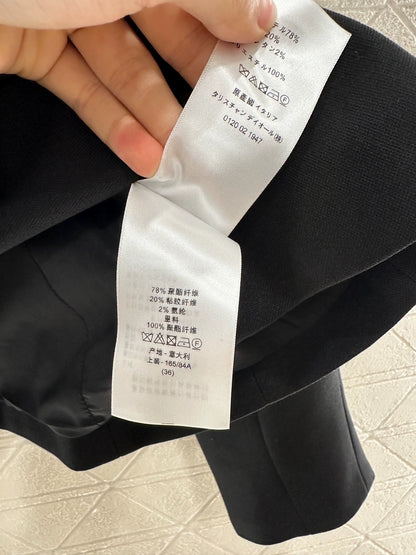 ステル78%
20%
タン2%
ステル100%
原産国 イタリア
クリスチャン ディオール(株)
0120 02 1947
78% 聚酯纤维
20% 粘胶纤维
2% 氨纶
里料
100% 聚酯纤维
产地 - 意大利
上装 - 165/84A
(36)